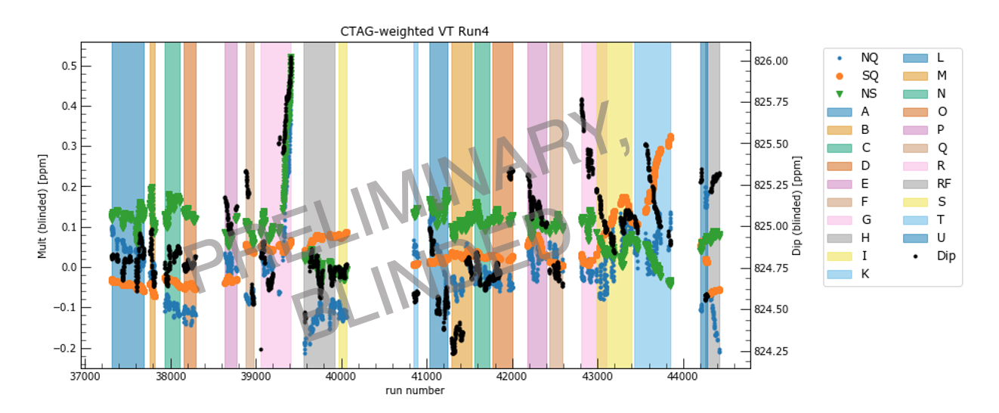 CTAG-weighted VT Run4
Mult (blinded) [ppm]
0.5
0.4
0.3
0.2
0.1
0.0
−0.1
−0.2
37000 38000 39000 40000 41000 42000 43000 44000
run number
826.00
825.75
825.50
825.25
825.00
824.75
824.50
824.25
Dip (blinded) [ppm]
PRELIMINARY,
BLINDED
NQ
SQ
NS
A
B
C
D
E
F
G
H
I
K
L
M
N
O
P
Q
R
RF
S
T
U
Dip